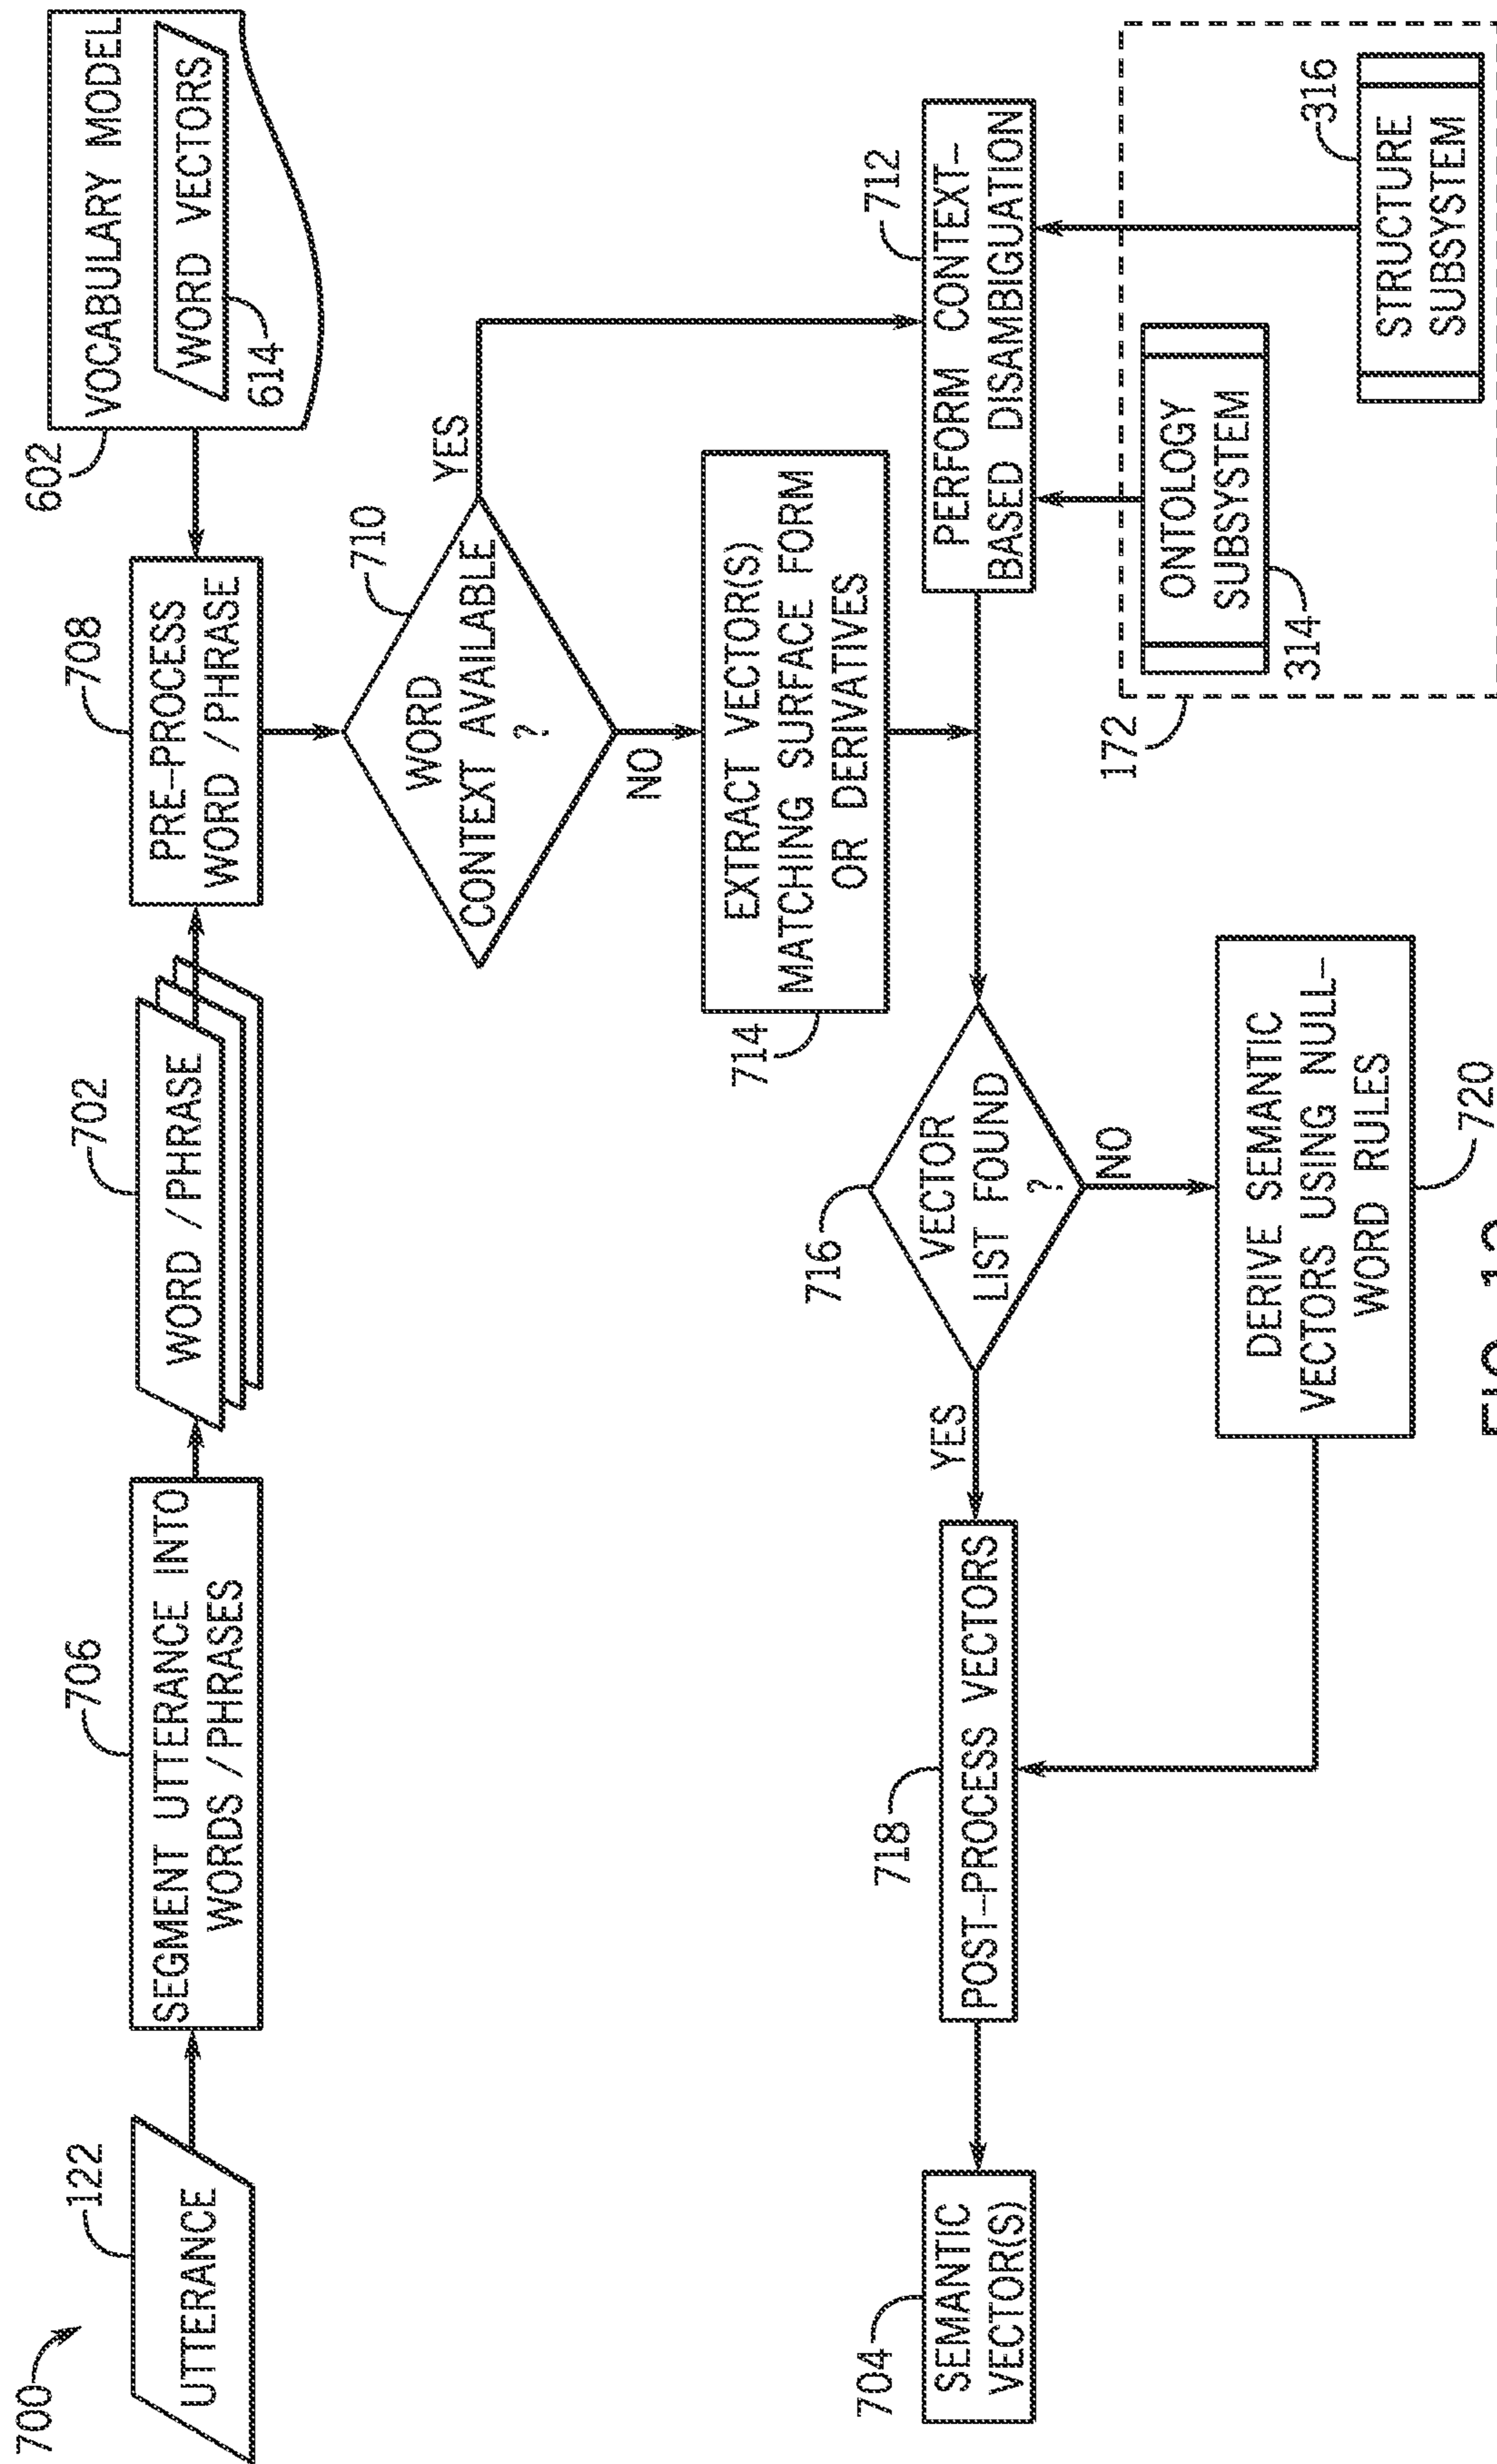 700
122
UTTERANCE
706
SEGMENT UTTERANCE INTO
WORDS / PHRASES
702
WORD / PHRASE
708
PRE-PROCESS
WORD / PHRASE
602
VOCABULARY MODEL
WORD VECTORS
614
710
WORD
CONTEXT AVAILABLE
?
YES
NO
714
EXTRACT VECTOR(S)
MATCHING SURFACE FORM
OR DERIVATIVES
712
PERFORM CONTEXT-
BASED DISAMBIGUATION
704
SEMANTIC
VECTOR(S)
718
POST-PROCESS VECTORS
YES
716
VECTOR
LIST FOUND
?
NO
172
ONTOLOGY
SUBSYSTEM
314
316
STRUCTURE
SUBSYSTEM
DERIVE SEMANTIC
VECTORS USING NULL-
WORD RULES
720